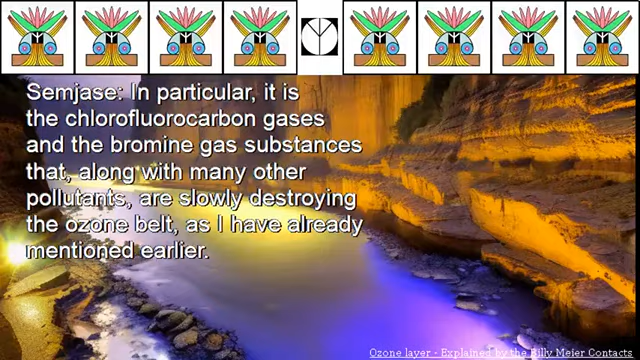 Semjase: In particular, it is
the chlorofluorocarbon gases
and the bromine gas substances
that, along with many other
pollutants, are slowly destroying
the ozone belt, as I have already
mentioned earlier.
Ozone layer - Explained by the Billy Meier Contacts